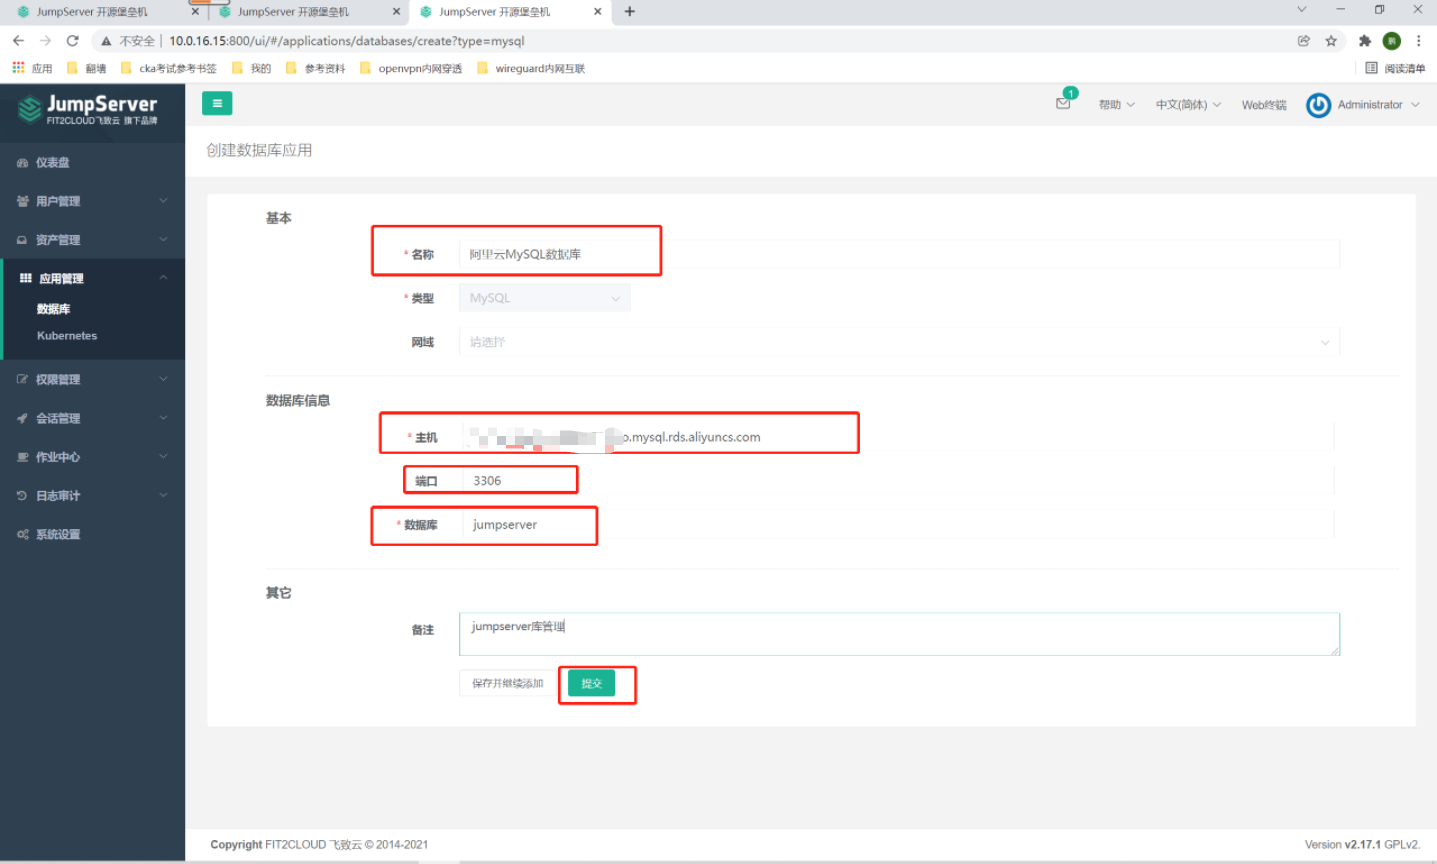 JumpServer 开源堡垒机
JumpServer 开源堡垒机
JumpServer 开源堡垒机
不安全 10.0.16.15:800/ui/#/applications/databases/create?type=mysql
鹏
应用 翻墙 cka考试参考书签 我的 参考资料 openvpn内网穿透 wireguard内网互联 阅读清单
JumpServer
FIT2CLOUD飞致云 旗下品牌
1
帮助 中文(简体) Web终端 Administrator
创建数据库应用
仪表盘
用户管理
资产管理
应用管理
数据库
Kubernetes
权限管理
会话管理
作业中心
日志审计
系统设置
基本
* 名称 阿里云MySQL数据库
* 类型 MySQL
网域 请选择
数据库信息
* 主机 o.mysql.rds.aliyuncs.com
端口 3306
* 数据库 jumpserver
其它
备注 jumpserver库管理
保存并继续添加 提交
Copyright FIT2CLOUD 飞致云 © 2014-2021
Version v2.17.1 GPLv2.